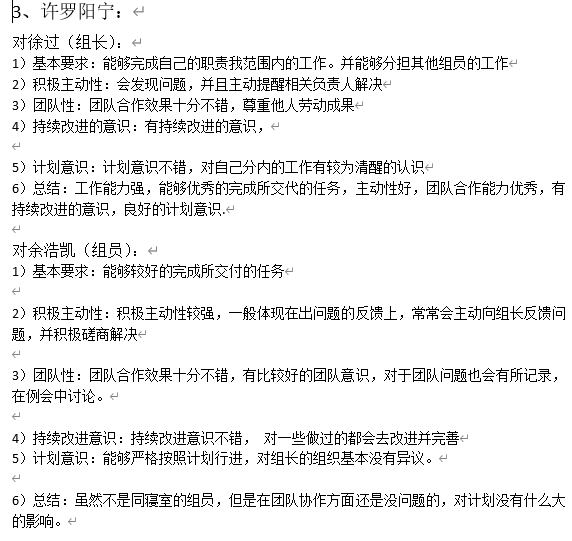 3、许罗阳宁：
对徐过（组长）：
1）基本要求：能够完成自己的职责我范围内的工作。并能够分担其他组员的工作
2）积极主动性：会发现问题，并且主动提醒相关负责人解决
3）团队性：团队合作效果十分不错，尊重他人劳动成果
4）持续改进的意识：有持续改进的意识，
5）计划意识：计划意识不错，对自己分内的工作有较为清醒的认识
6）总结：工作能力强，能够优秀的完成所交代的任务，主动性好，团队合作能力优秀，有
持续改进的意识，良好的计划意识.
对余浩凯（组员）：
1）基本要求：能够较好的完成所交付的任务
2）积极主动性：积极主动性较强，一般体现在出问题的反馈上，常常会主动向组长反馈问
题，并积极磋商解决
3）团队性：团队合作效果十分不错，有比较好的团队意识，对于团队问题也会有所记录，
在例会中讨论。
4）持续改进意识：持续改进意识不错， 对一些做过的都会去改进并完善
5）计划意识：能够严格按照计划行进，对组长的组织基本没有异议。
6）总结：虽然不是同寝室的组员，但是在团队协作方面还是没问题的，对计划没有什么大
的影响。